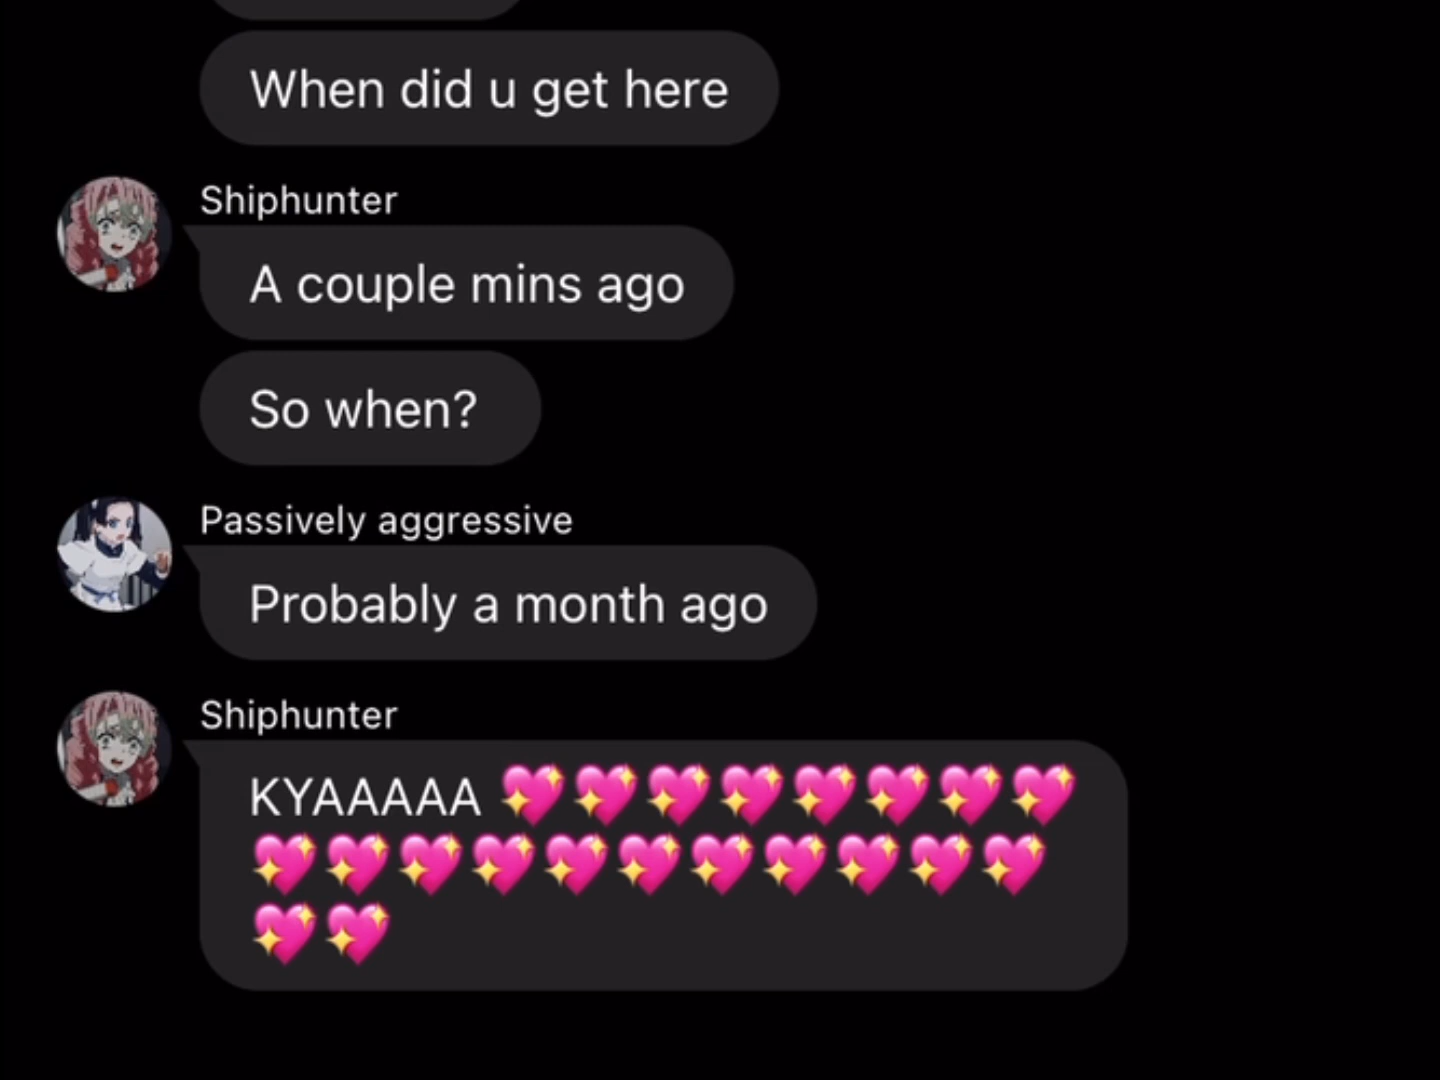 When did u get here
Shiphunter
A couple mins ago
So when?
Passively aggressive
Probably a month ago
Shiphunter
KYAAAAA 💖💖💖💖💖💖💖💖
💖💖💖💖💖💖💖💖💖💖💖
💖💖